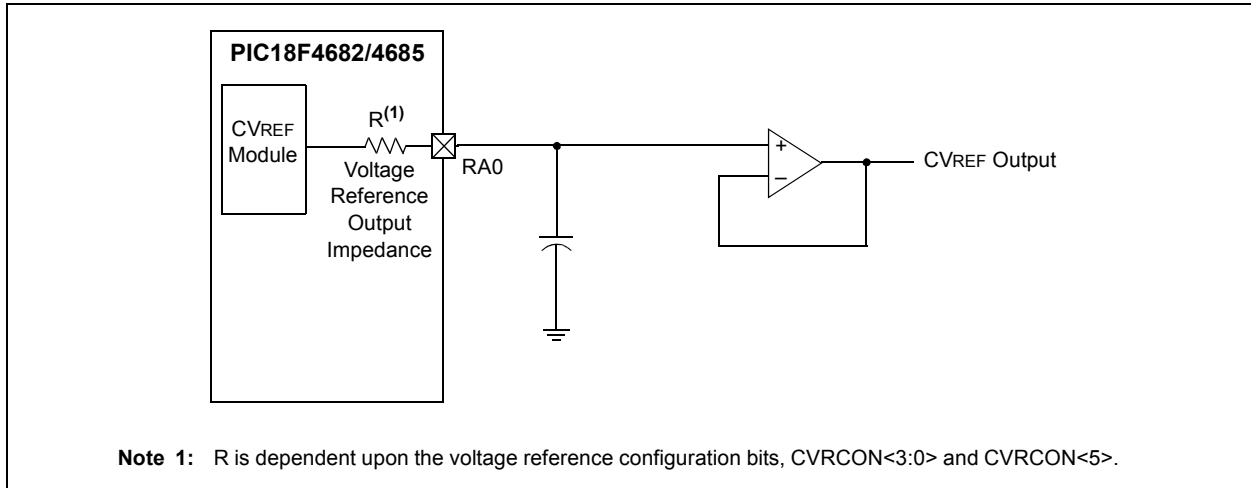 PIC18F4682/4685
CVREF
Module
R(1)
Voltage
Reference
Output
Impedance
RA0
+
–
CVREF Output
Note 1: R is dependent upon the voltage reference configuration bits, CVRCON<3:0> and CVRCON<5>.